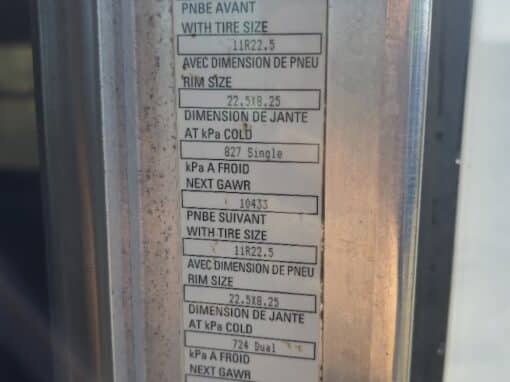 PNBE AVANT
WITH TIRE SIZE
11R22.5
AVEC DIMENSION DE PNEU
RIM SIZE
22.5X8.25
DIMENSION DE JANTE
AT kPa COLD
827 Single
kPa A FROID
NEXT GAWR
10433
PNBE SUIVANT
WITH TIRE SIZE
11R22.5
AVEC DIMENSION DE PNEU
RIM SIZE
22.5X8.25
DIMENSION DE JANTE
AT kPa COLD
724 Dual
kPa A FROID
NEXT GAWR